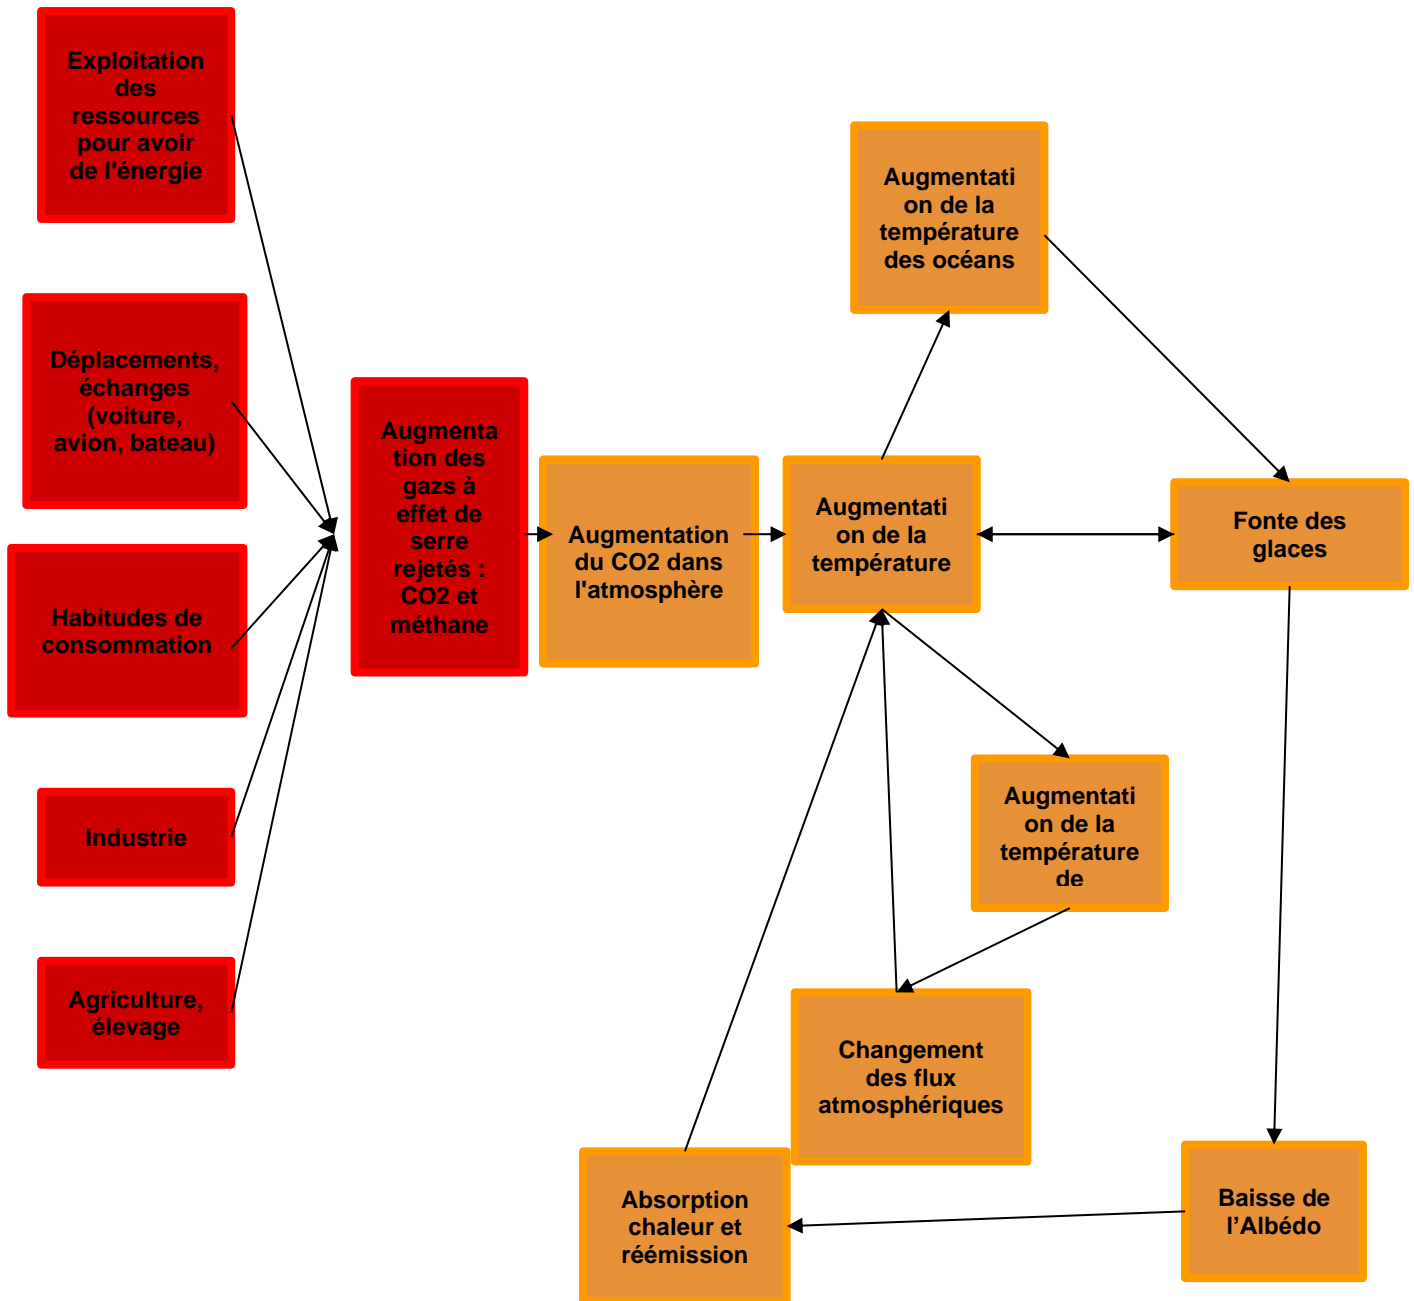 Exploitation
des
ressources
pour avoir
de l'énergie
Déplacements,
échanges
(voiture,
avion, bateau)
Habitudes de
consommation
Industrie
Agriculture,
élevage
Augmenta
tion des
gazs à
effet de
serre
rejetés :
CO2 et
méthane
Augmentation
du CO2 dans
l'atmosphère
Augmentati
on de la
température
Augmentati
on de la
température
des océans
Fonte des
glaces
Augmentati
on de la
température
de
Changement
des flux
atmosphériques
Absorption
chaleur et
réémission
Baisse de
l’Albédo